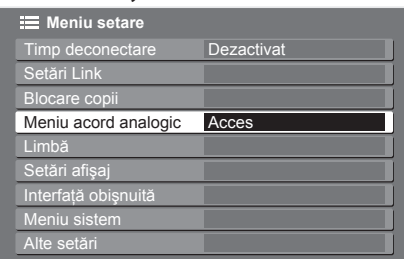 Meniu setare
Timp deconectare Dezactivat
Setări Link
Blocare copii
Meniu acord analogic Acces
Limbă
Setări afişaj
Interfaţă obişnuită
Meniu sistem
Alte setări